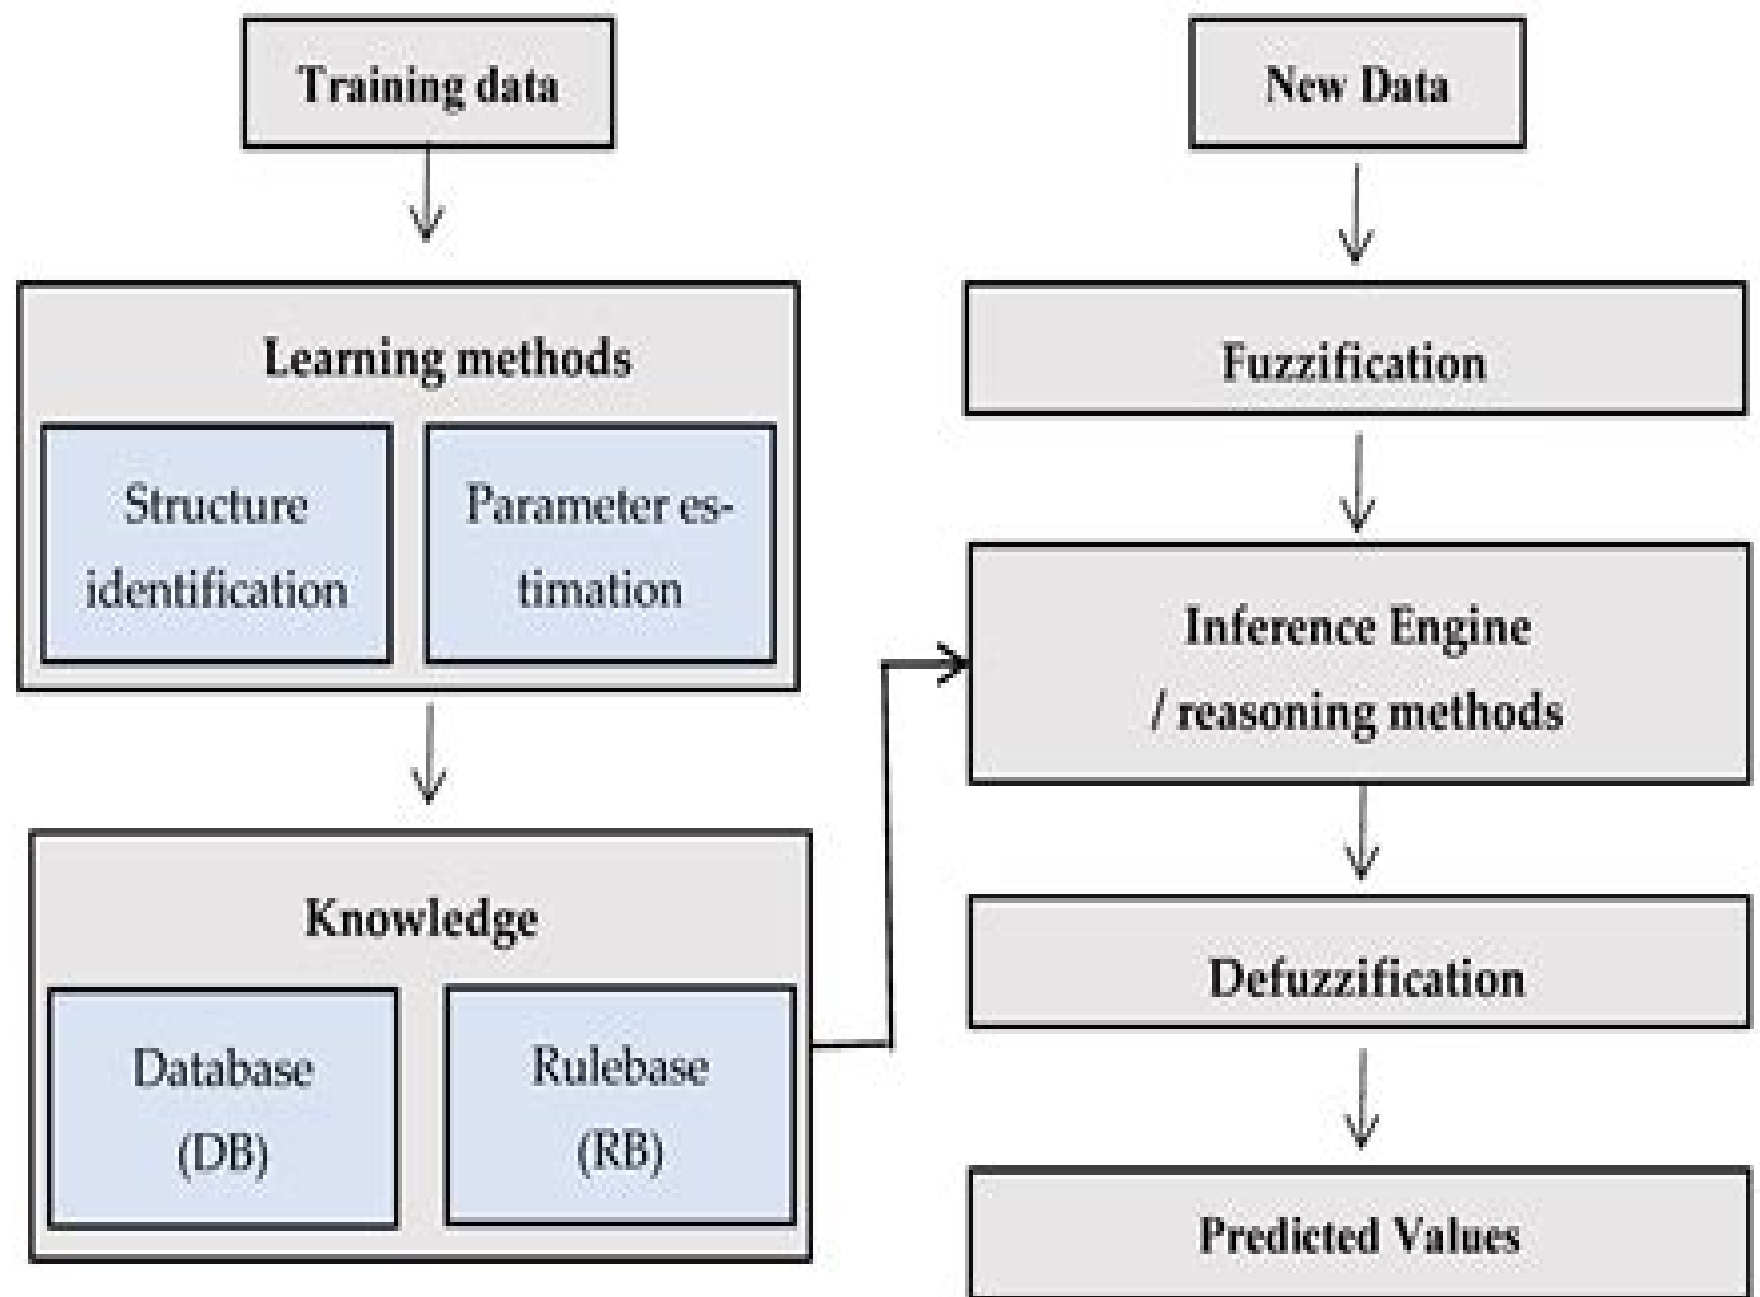 Training data
Learning methods
Structure
identification
Parameter es-
timation
Knowledge
Database
(DB)
Rulebase
(RB)
New Data
Fuzzification
Inference Engine
/ reasoning methods
Defuzzification
Predicted Values